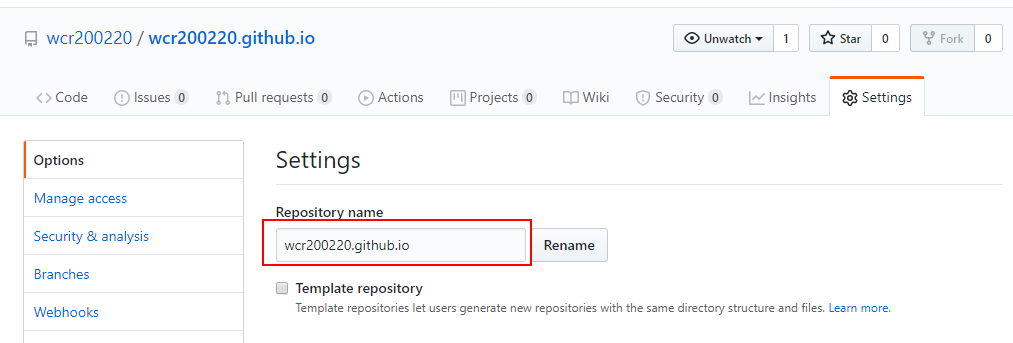 wcr200220 / wcr200220.github.io Unwatch 1 Star 0 Fork 0
Code Issues 0 Pull requests 0 Actions Projects 0 Wiki Security 0 Insights Settings
Options
Manage access
Security & analysis
Branches
Webhooks
Settings
Repository name
wcr200220.github.io Rename
Template repository
Template repositories let users generate new repositories with the same directory structure and files. Learn more.